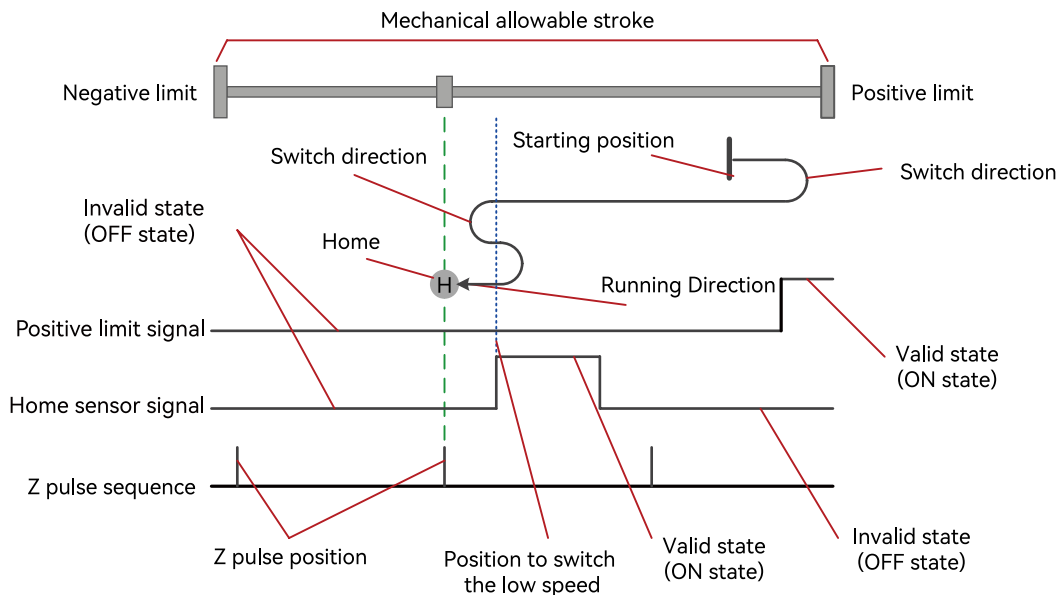 Mechanical allowable stroke
Negative limit
Positive limit
Starting position
Switch direction
Switch direction
Invalid state
(OFF state)
Home
H
Running Direction
Positive limit signal
Valid state
(ON state)
Home sensor signal
Z pulse sequence
Z pulse position
Position to switch
the low speed
Valid state
(ON state)
Invalid state
(OFF state)